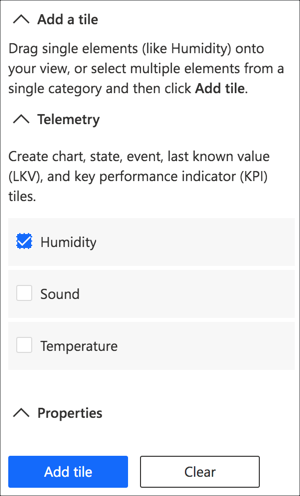 Add a tile
Drag single elements (like Humidity) onto
your view, or select multiple elements from a
single category and then click Add tile.
Telemetry
Create chart, state, event, last known value
(LKV), and key performance indicator (KPI)
tiles.
Humidity
Sound
Temperature
Properties
Add tile
Clear